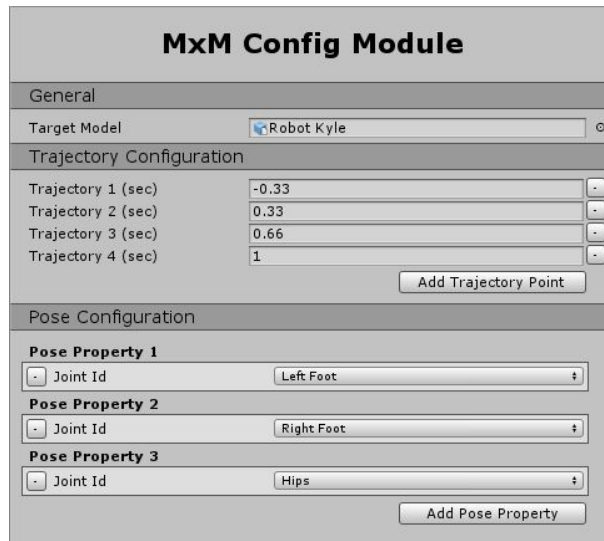 MxM Config Module
General
Target Model Robot Kyle
Trajectory Configuration
Trajectory 1 (sec) -0.33 -
Trajectory 2 (sec) 0.33 -
Trajectory 3 (sec) 0.66 -
Trajectory 4 (sec) 1 -
Add Trajectory Point
Pose Configuration
Pose Property 1
- Joint Id Left Foot
Pose Property 2
- Joint Id Right Foot
Pose Property 3
- Joint Id Hips
Add Pose Property